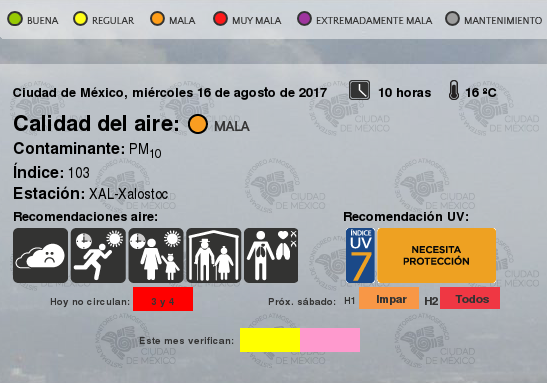 BUENA REGULAR MALA MUY MALA EXTREMADAMENTE MALA MANTENIMIENTO
Ciudad de México, miércoles 16 de agosto de 2017 10 horas 16 ºC
Calidad del aire: MALA
Contaminante: PM10
Índice: 103
Estación: XAL-Xalostoc
Recomendaciones aire: Recomendación UV:
ÍNDICE
UV
7
NECESITA
PROTECCIÓN
Hoy no circulan: 3 y 4 Próx. sábado: H1 Impar H2 Todos
Este mes verifican:
CIUDAD
DE MÉXICO